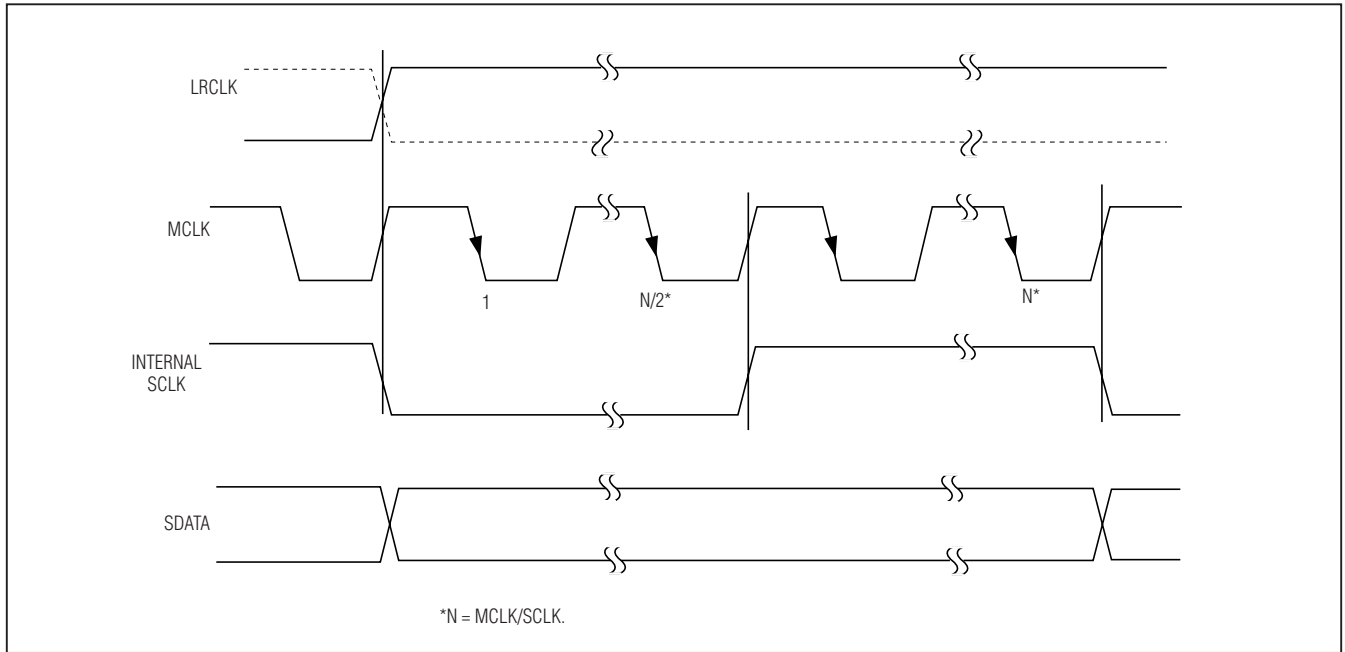 LRCLK
MCLK
1
N/2*
N*
INTERNAL
SCLK
SDATA
*N = MCLK/SCLK.